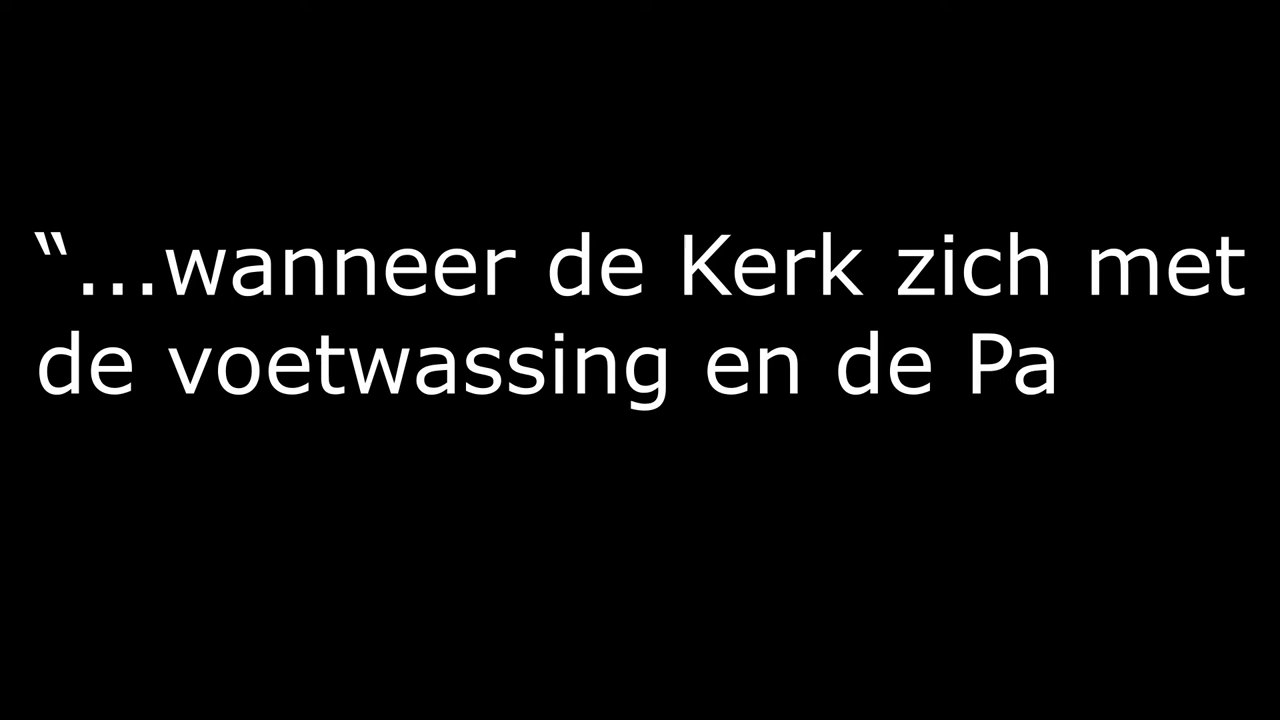 “...wanneer de Kerk zich met
de voetwassing en de Pa